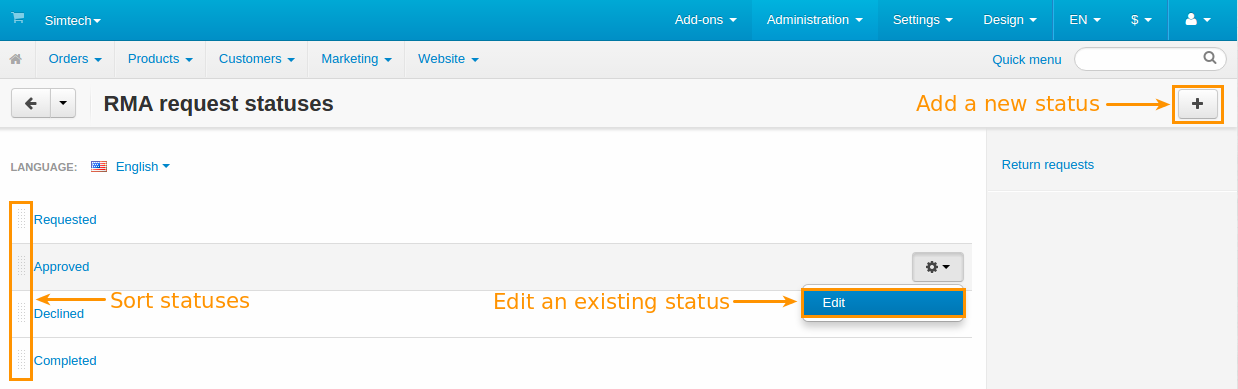 Simtech Add-ons Administration Settings Design EN $
Orders Products Customers Marketing Website Quick menu
RMA request statuses Add a new status
LANGUAGE: English Return requests
Requested
Approved
Sort statuses Edit an existing status Edit
Declined
Completed